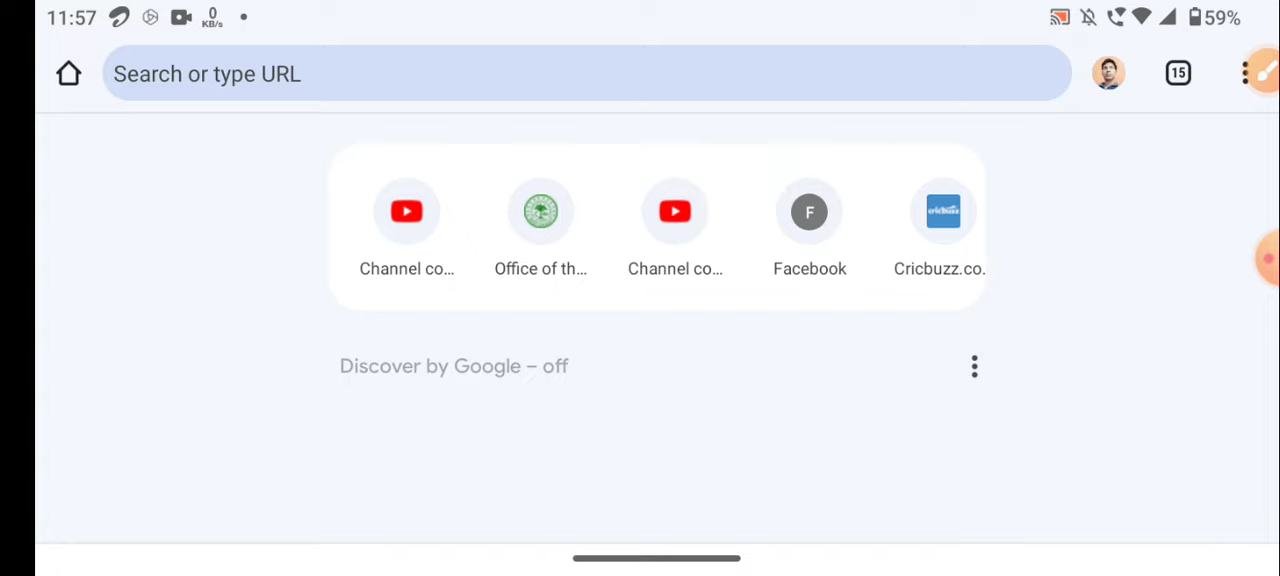 11:57 0 KB/s 59%
Search or type URL 15
F cricbuzz
Channel co... Office of th... Channel co... Facebook Cricbuzz.co.
Discover by Google – off